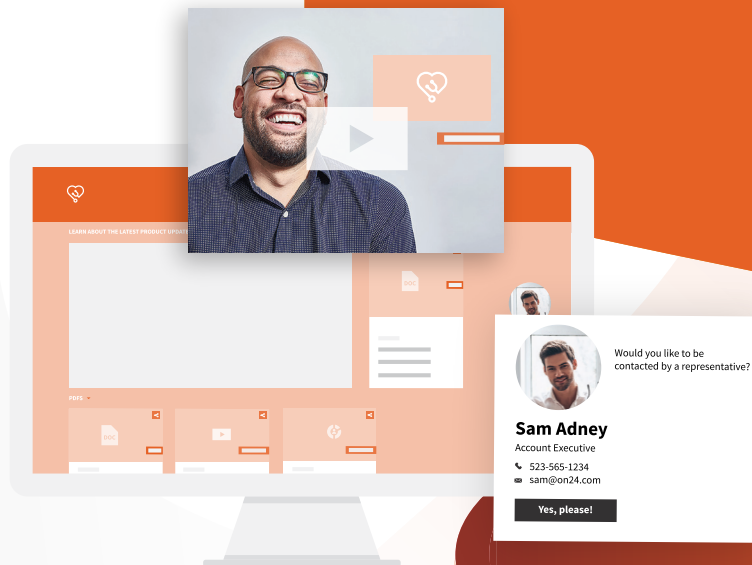 LEARN ABOUT THE LATEST PRODUCT UPDATE
DOC
PDFS
DOC
Would you like to be
contacted by a representative?
Sam Adney
Account Executive
523-565-1234
sam@on24.com
Yes, please!